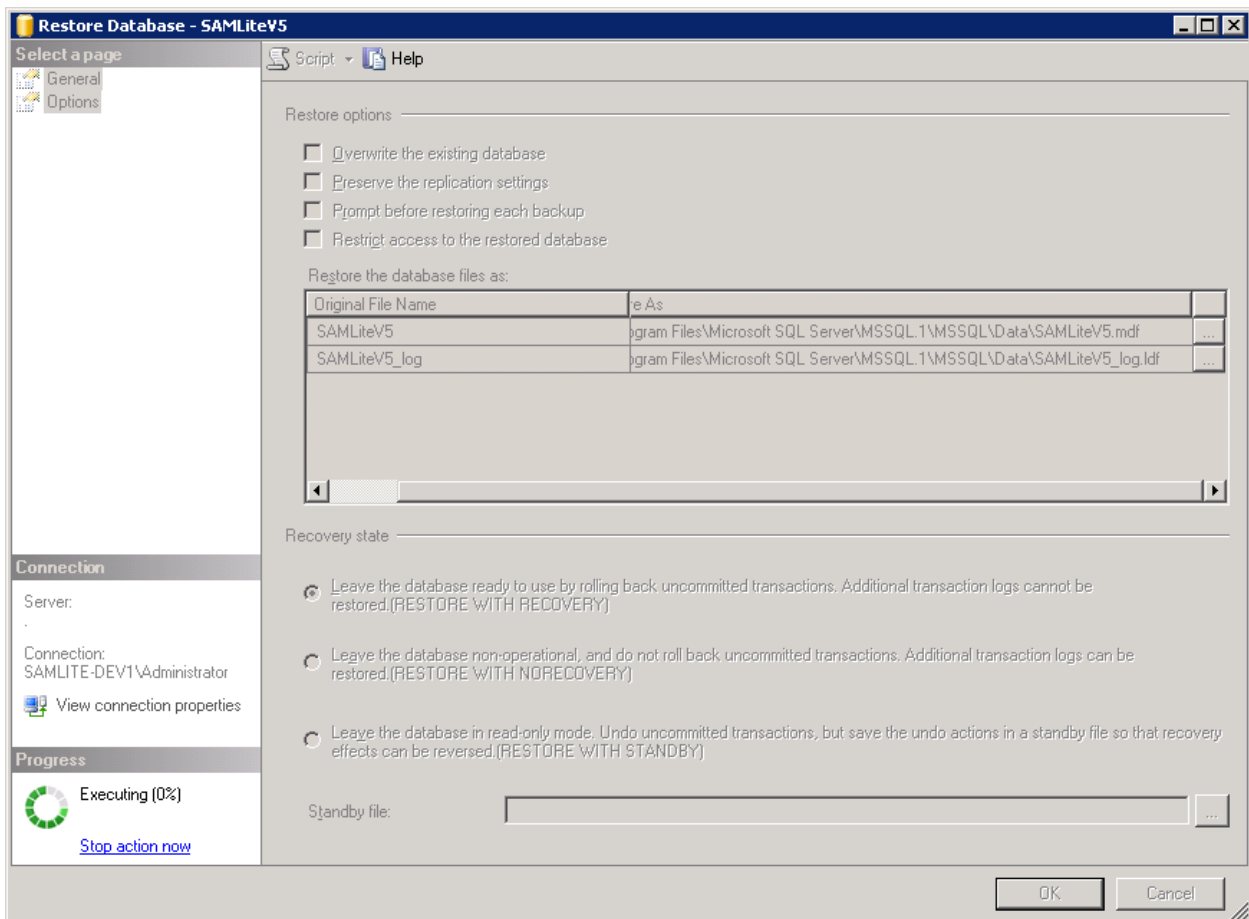 Restore Database - SAMLiteV5
Select a page
General
Options
Script
Help
Restore options
Overwrite the existing database
Preserve the replication settings
Prompt before restoring each backup
Restrict access to the restored database
Restore the database files as:
Original File Name re As
SAMLiteV5 ogram Files\Microsoft SQL Server\MSSQL.1\MSSQL\Data\SAMLiteV5.mdf ...
SAMLiteV5_log ogram Files\Microsoft SQL Server\MSSQL.1\MSSQL\Data\SAMLiteV5_log.ldf ...
Recovery state
Leave the database ready to use by rolling back uncommitted transactions. Additional transaction logs cannot be
restored.(RESTORE WITH RECOVERY)
Leave the database non-operational, and do not roll back uncommitted transactions. Additional transaction logs can be
restored.(RESTORE WITH NORECOVERY)
Leave the database in read-only mode. Undo uncommitted transactions, but save the undo actions in a standby file so that recovery
effects can be reversed.(RESTORE WITH STANDBY)
Standby file: ...
Connection
Server:
.
Connection:
SAMLITE-DEV1\Administrator
View connection properties
Progress
Executing (0%)
Stop action now
OK Cancel